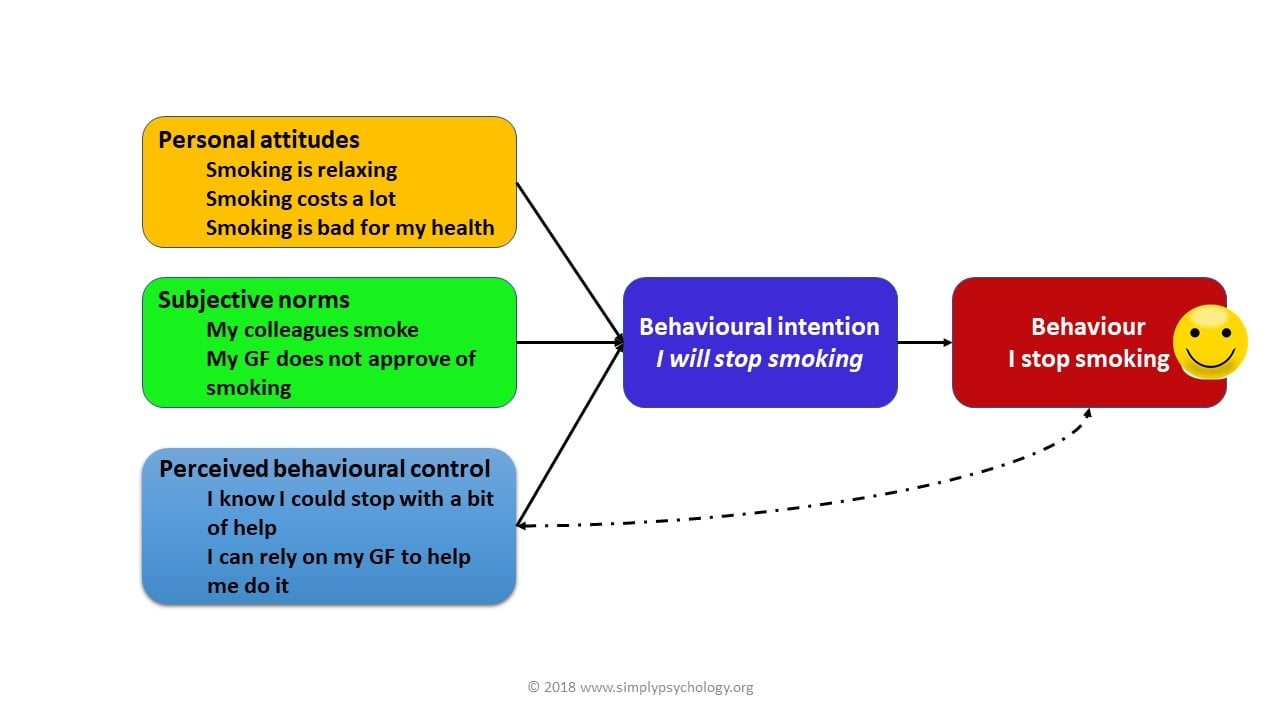 Personal attitudes
Smoking is relaxing
Smoking costs a lot
Smoking is bad for my health
Subjective norms
My colleagues smoke
My GF does not approve of
smoking
Perceived behavioural control
I know I could stop with a bit
of help
I can rely on my GF to help
me do it
Behavioural intention
I will stop smoking
Behaviour
I stop smoking
© 2018 www.simplypsychology.org